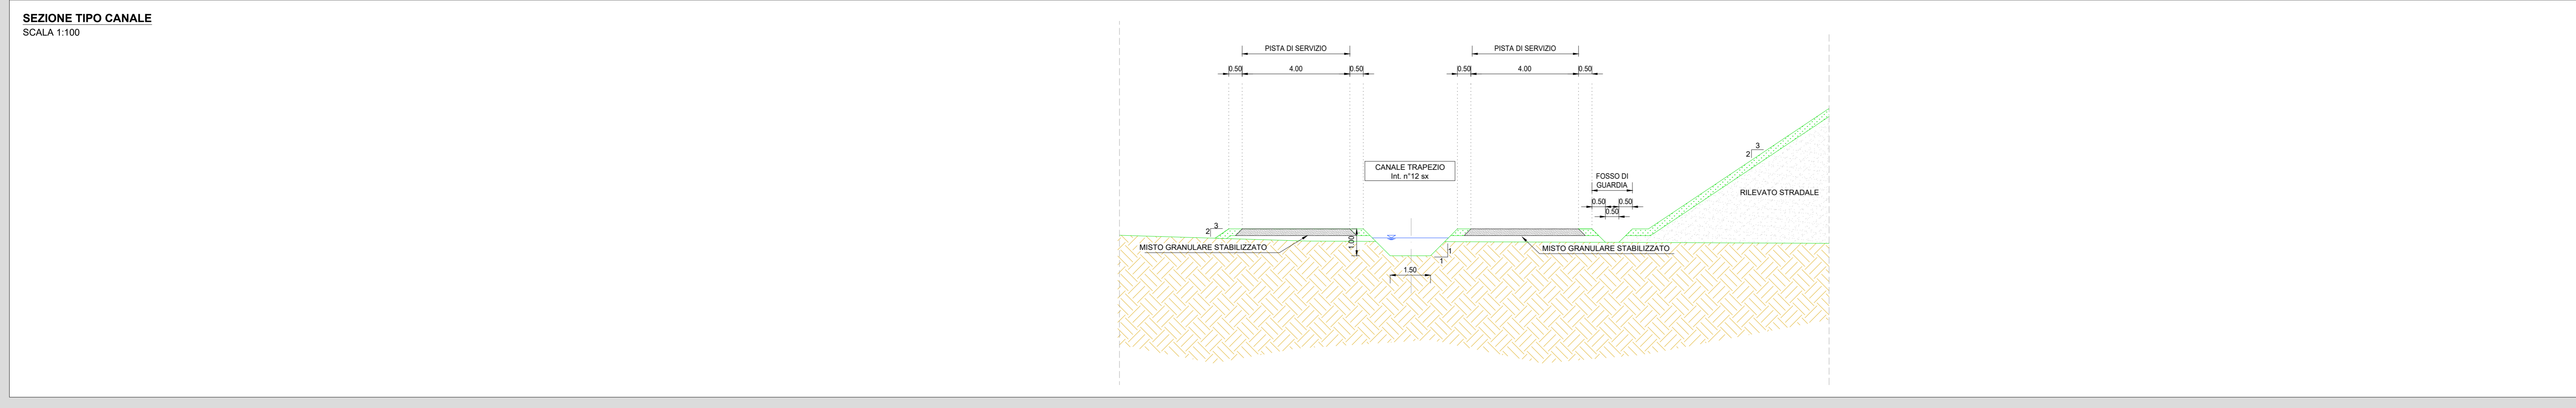 SEZIONE TIPO CANALE
SCALA 1:100
PISTA DI SERVIZIO
PISTA DI SERVIZIO
0.50 4.00 0.50
0.50 4.00 0.50
CANALE TRAPEZIO
Int. n°12 sx
3
2
FOSSO DI
GUARDIA
RILEVATO STRADALE
0.50 0.50
0.50
3
2
MISTO GRANULARE STABILIZZATO
1.00
1
1
MISTO GRANULARE STABILIZZATO
1.50